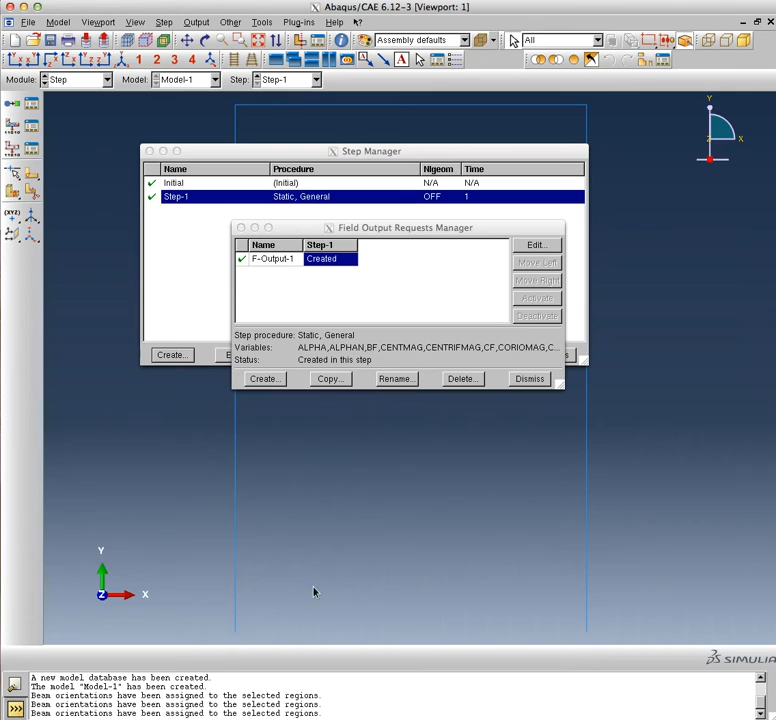 Abaqus/CAE 6.12-3 [Viewport: 1]
File Model Viewport View Step Output Other Tools Plug-ins Help
Assembly defaults All
1 2 3 4 A
Module: Step Model: Model-1 Step: Step-1
Y
Z X
Step Manager
Name Procedure Nlgeom Time
Initial (Initial) N/A N/A
Step-1 Static, General OFF 1
Field Output Requests Manager
Name Step-1
Edit...
F-Output-1 Created
Move Left
Move Right
Activate
Deactivate
Step procedure: Static, General
Variables: ALPHA,ALPHAN,BF,CENTMAG,CENTRIFMAG,CF,CORIOMAG,C...
Status: Created in this step
Create... E
Create... Copy... Rename... Delete... Dismiss
Y
Z X
SIMULIA
A new model database has been created.
The model "Model-1" has been created.
Beam orientations have been assigned to the selected regions.
Beam orientations have been assigned to the selected regions.
Beam orientations have been assigned to the selected regions.